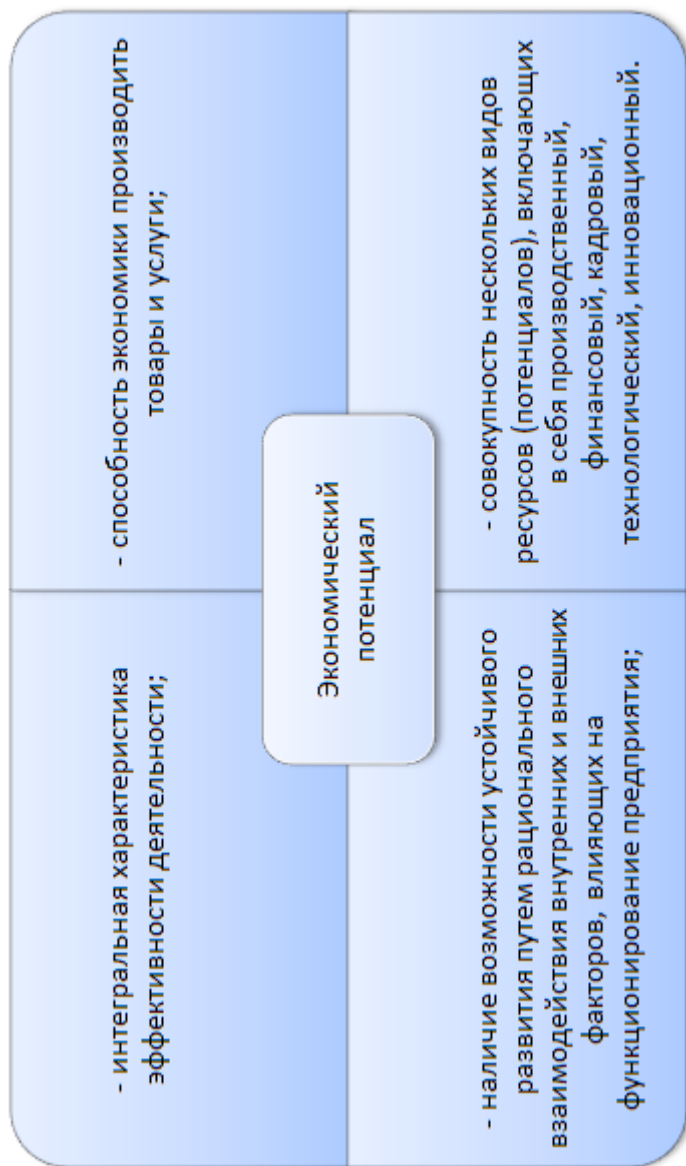 - интегральная характеристика
эффективности деятельности;
- способность экономики производить
товары и услуги;
Экономический
потенциал
- наличие возможности устойчивого
развития путем рационального
взаимодействия внутренних и внешних
факторов, влияющих на
функционирование предприятия;
- совокупность нескольких видов
ресурсов (потенциалов), включающих
в себя производственный,
финансовый, кадровый,
технологический, инновационный.